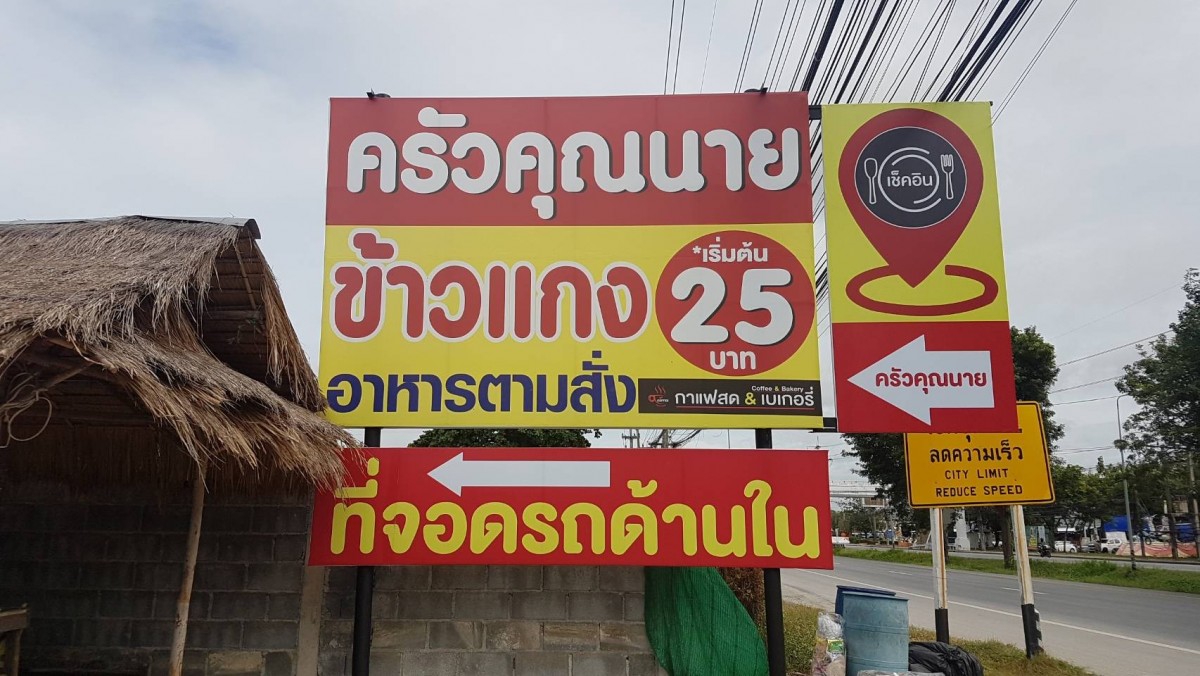 ครัวคุณนาย
ข้าวแกง
*เริ่มต้น
25
บาท
อาหารตามสั่ง
Coffee & Bakery
กาแฟสด & เบเกอรี่
เช็คอิน
ครัวคุณนาย
ที่จอดรถด้านใน
ลดความเร็ว
CITY LIMIT
REDUCE SPEED